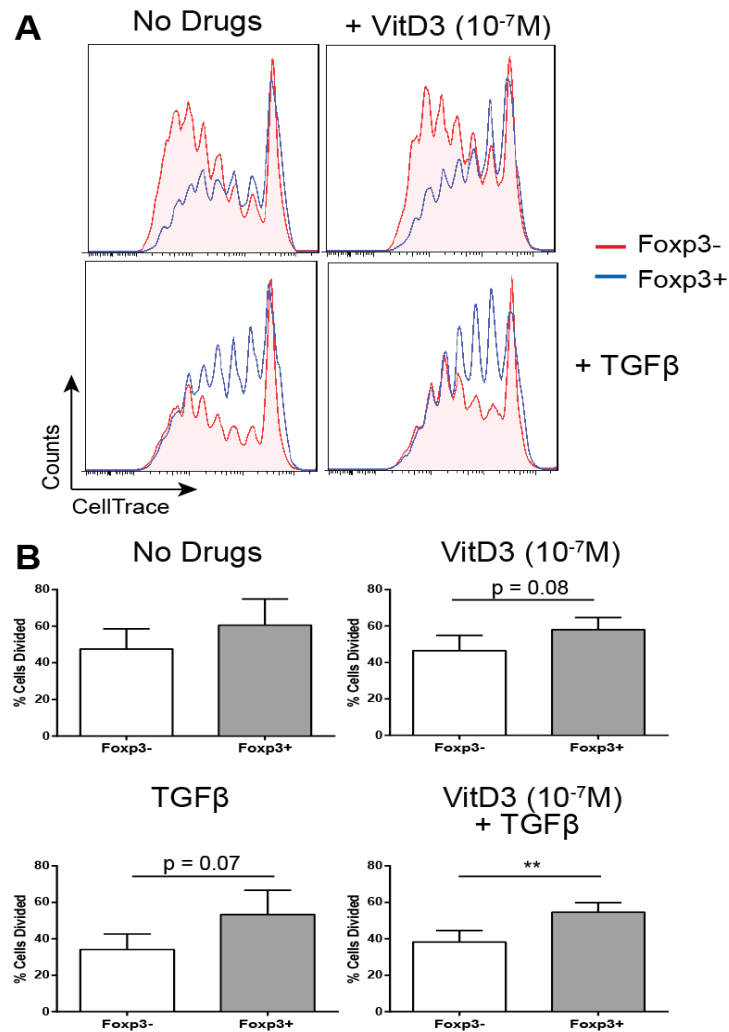 A
No Drugs
+ VitD3 (10⁻⁷M)
Foxp3-
Foxp3+
+ TGFβ
Counts
CellTrace
B
No Drugs
VitD3 (10⁻⁷M)
80
60
40
20
0
% Cells Divided
Foxp3-
Foxp3+
p = 0.08
80
60
40
20
0
% Cells Divided
Foxp3-
Foxp3+
TGFβ
VitD3 (10⁻⁷M)
+ TGFβ
p = 0.07
80
60
40
20
0
% Cells Divided
Foxp3-
Foxp3+
**
80
60
40
20
0
% Cells Divided
Foxp3-
Foxp3+